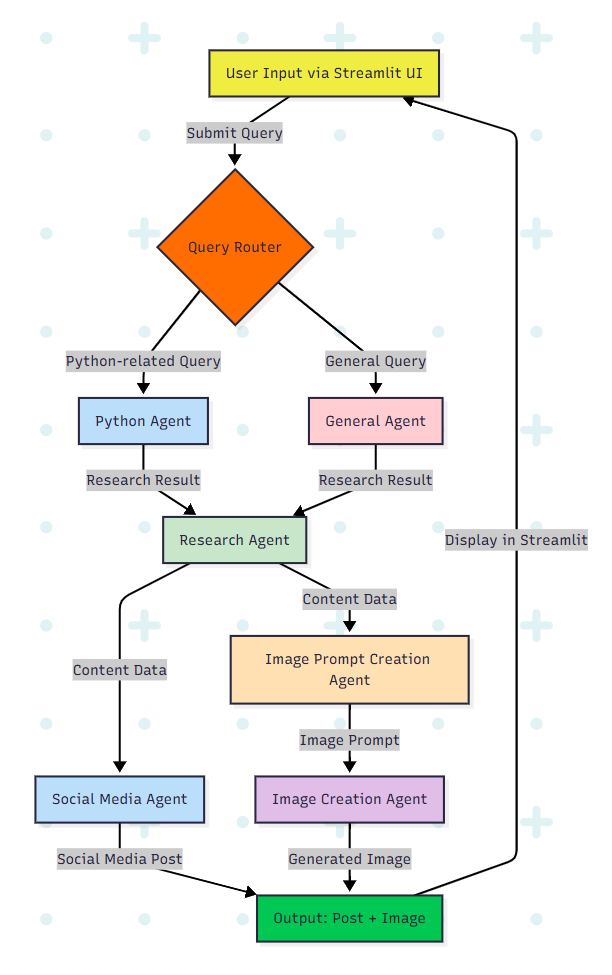 User Input via Streamlit UI
Submit Query
Query Router
Python-related Query
General Query
Python Agent
General Agent
Research Result
Research Result
Research Agent
Display in Streamlit
Content Data
Image Prompt Creation
Agent
Content Data
Image Prompt
Social Media Agent
Image Creation Agent
Social Media Post
Generated Image
Output: Post + Image